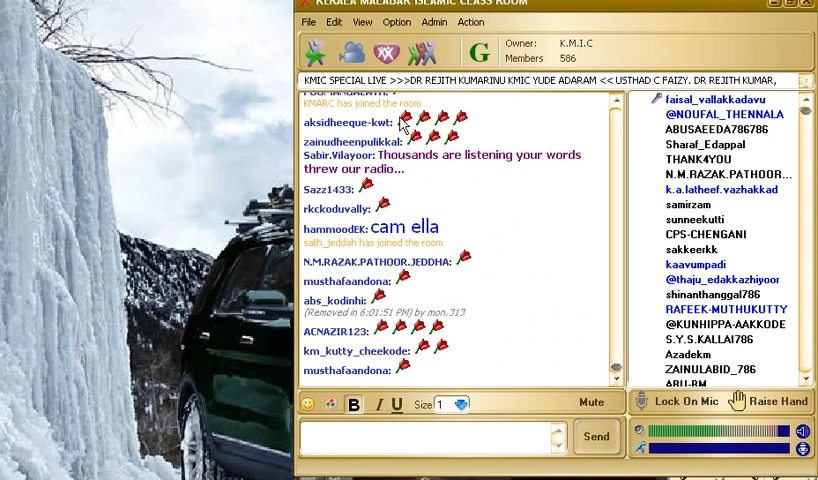 KERALA MALABAR ISLAMIC CLASS ROOM
File Edit View Option Admin Action
G
Owner: K.M.I.C
Members 586
KMIC SPECIAL LIVE >>>DR REJITH KUMARINU KMIC YUDE ADARAM << USTHAD C FAIZY. DR REJITH KUMAR,
KMARC has joined the room
aksidheeque-kwt:
zainudheenpulikkal:
Sabir.Vilayoor: Thousands are listening your words
threw our radio...
Sazz1433:
rkckoduvally:
hammoodEK: cam ella
salih_jeddah has joined the room
N.M.RAZAK.PATHOOR.JEDDHA:
musthafaandona:
abs_kodinhi:
(Removed in 6:01:51 PM) by mon.313
ACNAZIR123:
km_kutty_cheekode:
musthafaandona:
faisal_vallakkadavu
@NOUFAL_THENNALA
ABUSAEEDA786786
Sharaf_Edappal
THANK4YOU
N.M.RAZAK.PATHOOR...
k.a.latheef.vazhakkad
samirzam
sunneekutti
CPS-CHENGANI
sakkeerkk
kaavumpadi
@thaju_edakkazhiyoor
shinanthanggal786
RAFEEK-MUTHUKUTTY
@KUNHIPPA-AAKKODE
S.Y.S.KALLAI786
Azadekm
ZAINULABID_786
ABU-RM
B I U Size 1 Mute
Lock On Mic Raise Hand
Send